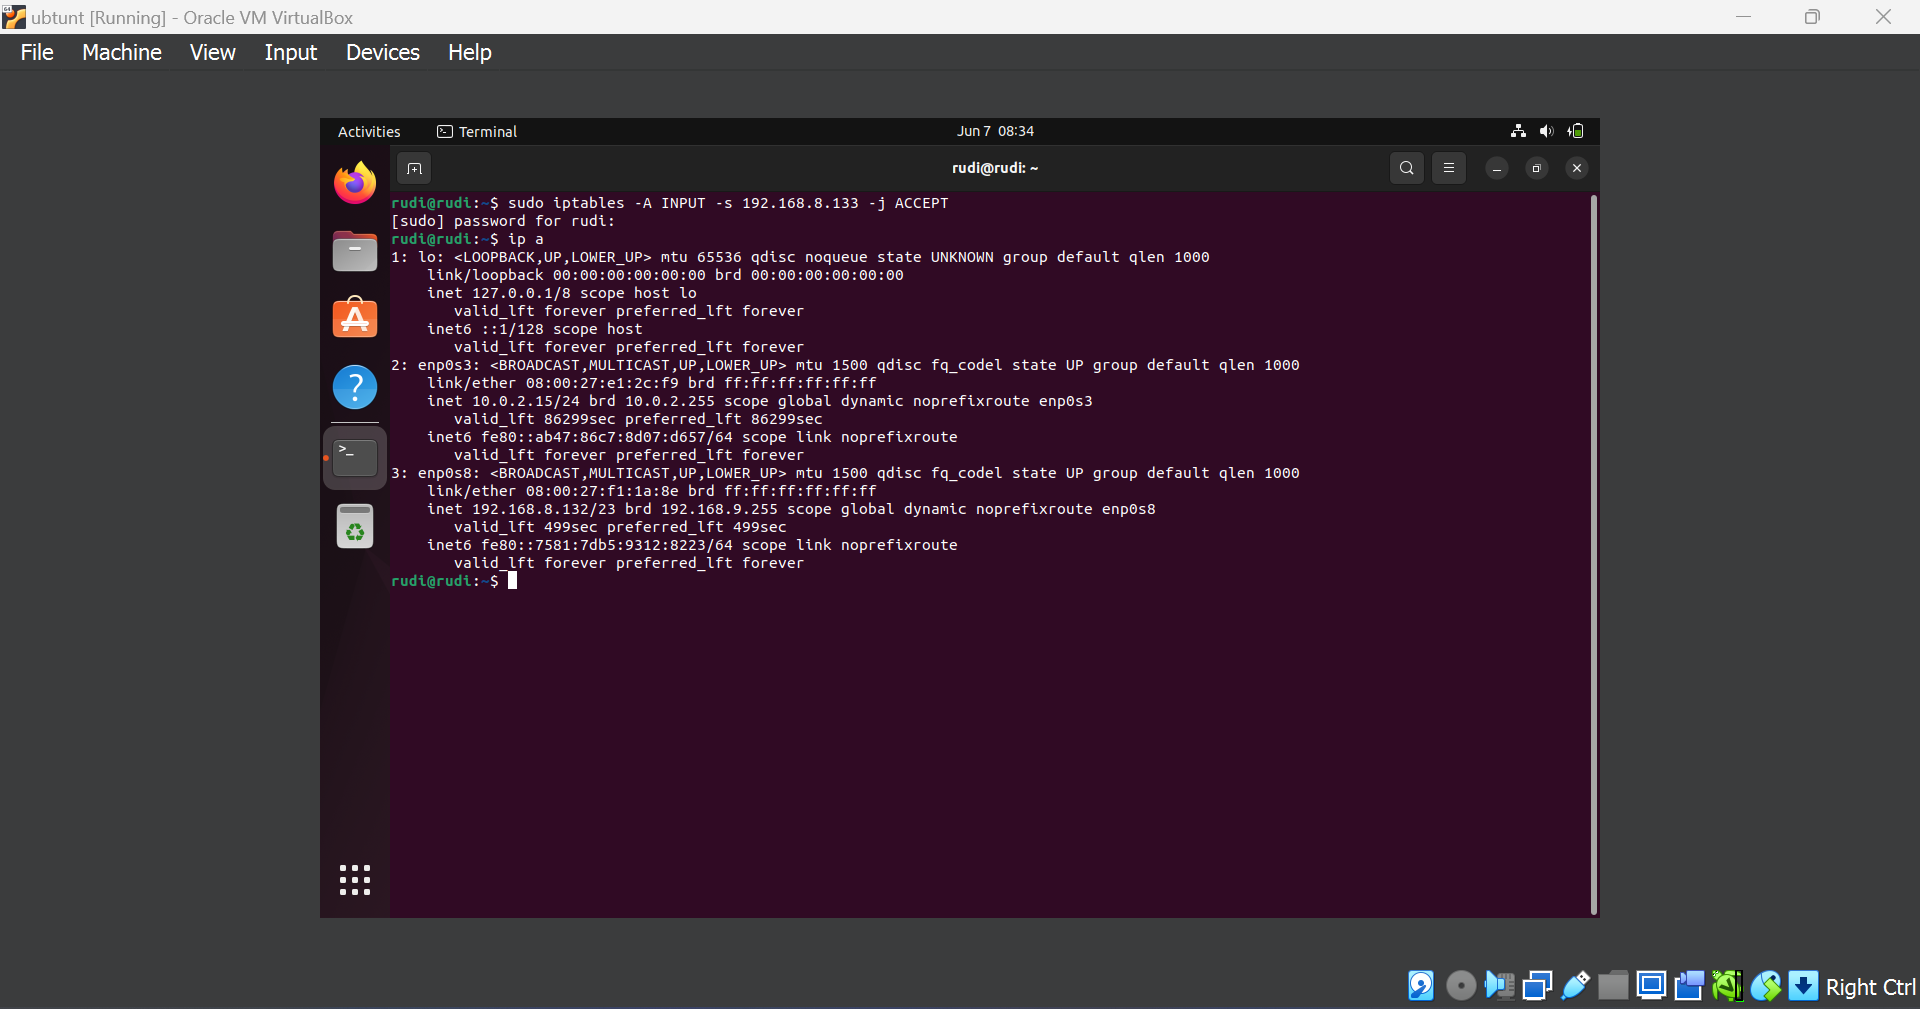 ubtunt [Running] - Oracle VM VirtualBox
File Machine View Input Devices Help
Activities Terminal Jun 7 08:34
rudi@rudi: ~
rudi@rudi:~$ sudo iptables -A INPUT -s 192.168.8.133 -j ACCEPT
[sudo] password for rudi:
rudi@rudi:~$ ip a
1: lo: <LOOPBACK,UP,LOWER_UP> mtu 65536 qdisc noqueue state UNKNOWN group default qlen 1000
    link/loopback 00:00:00:00:00:00 brd 00:00:00:00:00:00
    inet 127.0.0.1/8 scope host lo
       valid_lft forever preferred_lft forever
    inet6 ::1/128 scope host
       valid_lft forever preferred_lft forever
2: enp0s3: <BROADCAST,MULTICAST,UP,LOWER_UP> mtu 1500 qdisc fq_codel state UP group default qlen 1000
    link/ether 08:00:27:e1:2c:f9 brd ff:ff:ff:ff:ff:ff
    inet 10.0.2.15/24 brd 10.0.2.255 scope global dynamic noprefixroute enp0s3
       valid_lft 86299sec preferred_lft 86299sec
    inet6 fe80::ab47:86c7:8d07:d657/64 scope link noprefixroute
       valid_lft forever preferred_lft forever
3: enp0s8: <BROADCAST,MULTICAST,UP,LOWER_UP> mtu 1500 qdisc fq_codel state UP group default qlen 1000
    link/ether 08:00:27:f1:1a:8e brd ff:ff:ff:ff:ff:ff
    inet 192.168.8.132/23 brd 192.168.9.255 scope global dynamic noprefixroute enp0s8
       valid_lft 499sec preferred_lft 499sec
    inet6 fe80::7581:7db5:9312:8223/64 scope link noprefixroute
       valid_lft forever preferred_lft forever
rudi@rudi:~$
Right Ctrl